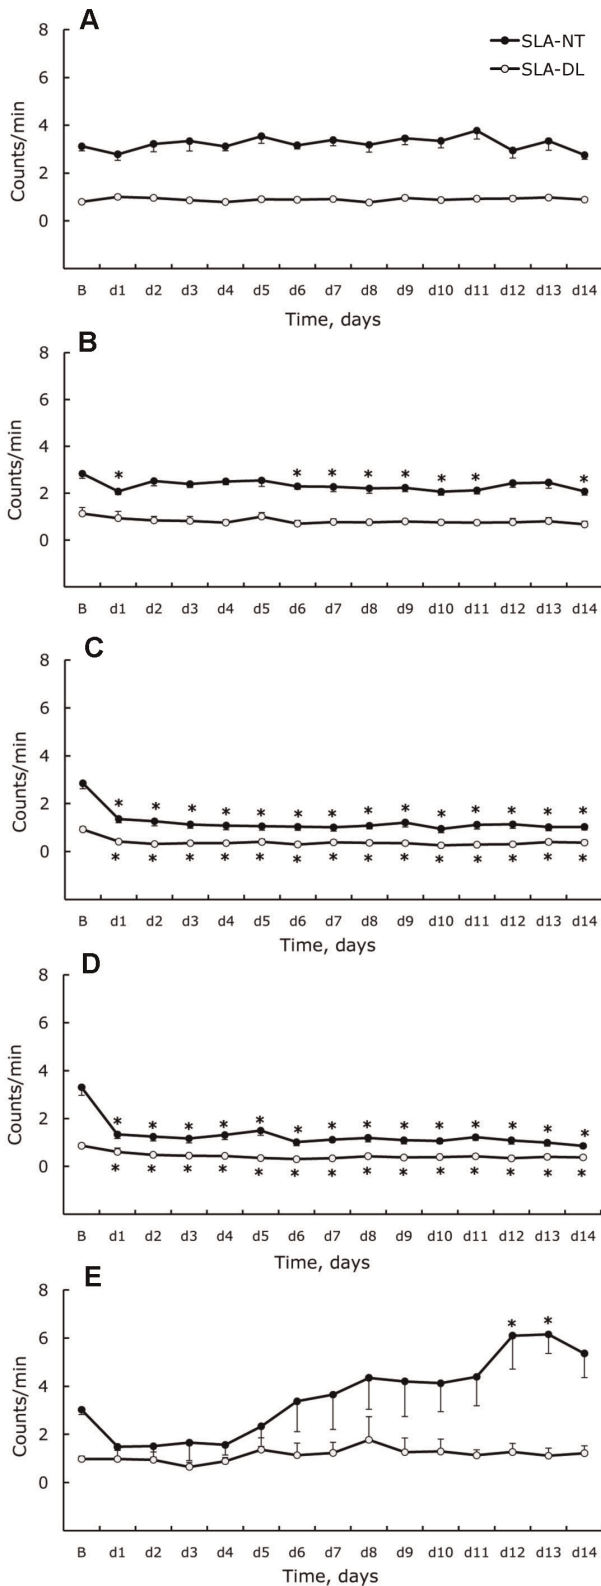 A
8
SLA-NT
SLA-DL
6
4
2
0
Counts/min
B d1 d2 d3 d4 d5 d6 d7 d8 d9 d10 d11 d12 d13 d14
Time, days
B
8
6
* * * * * * * *
4
2
0
Counts/min
B d1 d2 d3 d4 d5 d6 d7 d8 d9 d10 d11 d12 d13 d14
C
8
6
4
2
* * * * * * * * * * * * * *
0
* * * * * * * * * * * * * *
Counts/min
B d1 d2 d3 d4 d5 d6 d7 d8 d9 d10 d11 d12 d13 d14
Time, days
D
8
6
4
2
* * * * * * * * * * * * * *
0
* * * * * * * * * * * * * *
Counts/min
B d1 d2 d3 d4 d5 d6 d7 d8 d9 d10 d11 d12 d13 d14
Time, days
E
8
* *
6
4
2
0
Counts/min
B d1 d2 d3 d4 d5 d6 d7 d8 d9 d10 d11 d12 d13 d14
Time, days